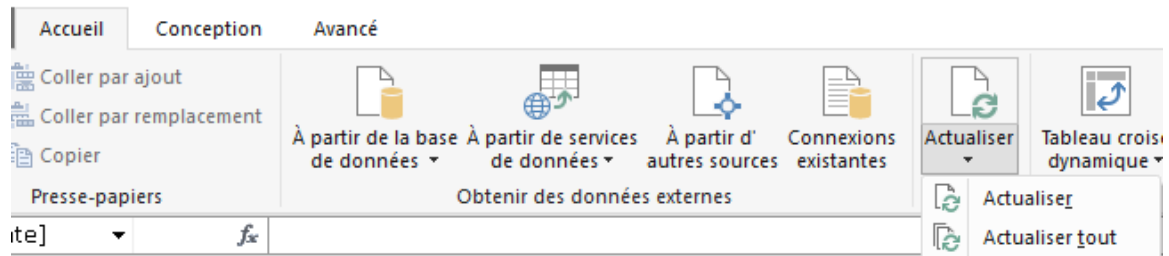 Accueil Conception Avancé
Coller par ajout
Coller par remplacement
Copier
Presse-papiers
À partir de la base
de données
À partir de services
de données
À partir d'
autres sources
Connexions
existantes
Obtenir des données externes
Actualiser
Tableau croisé
dynamique
Actualiser
Actualiser tout
te]
fx